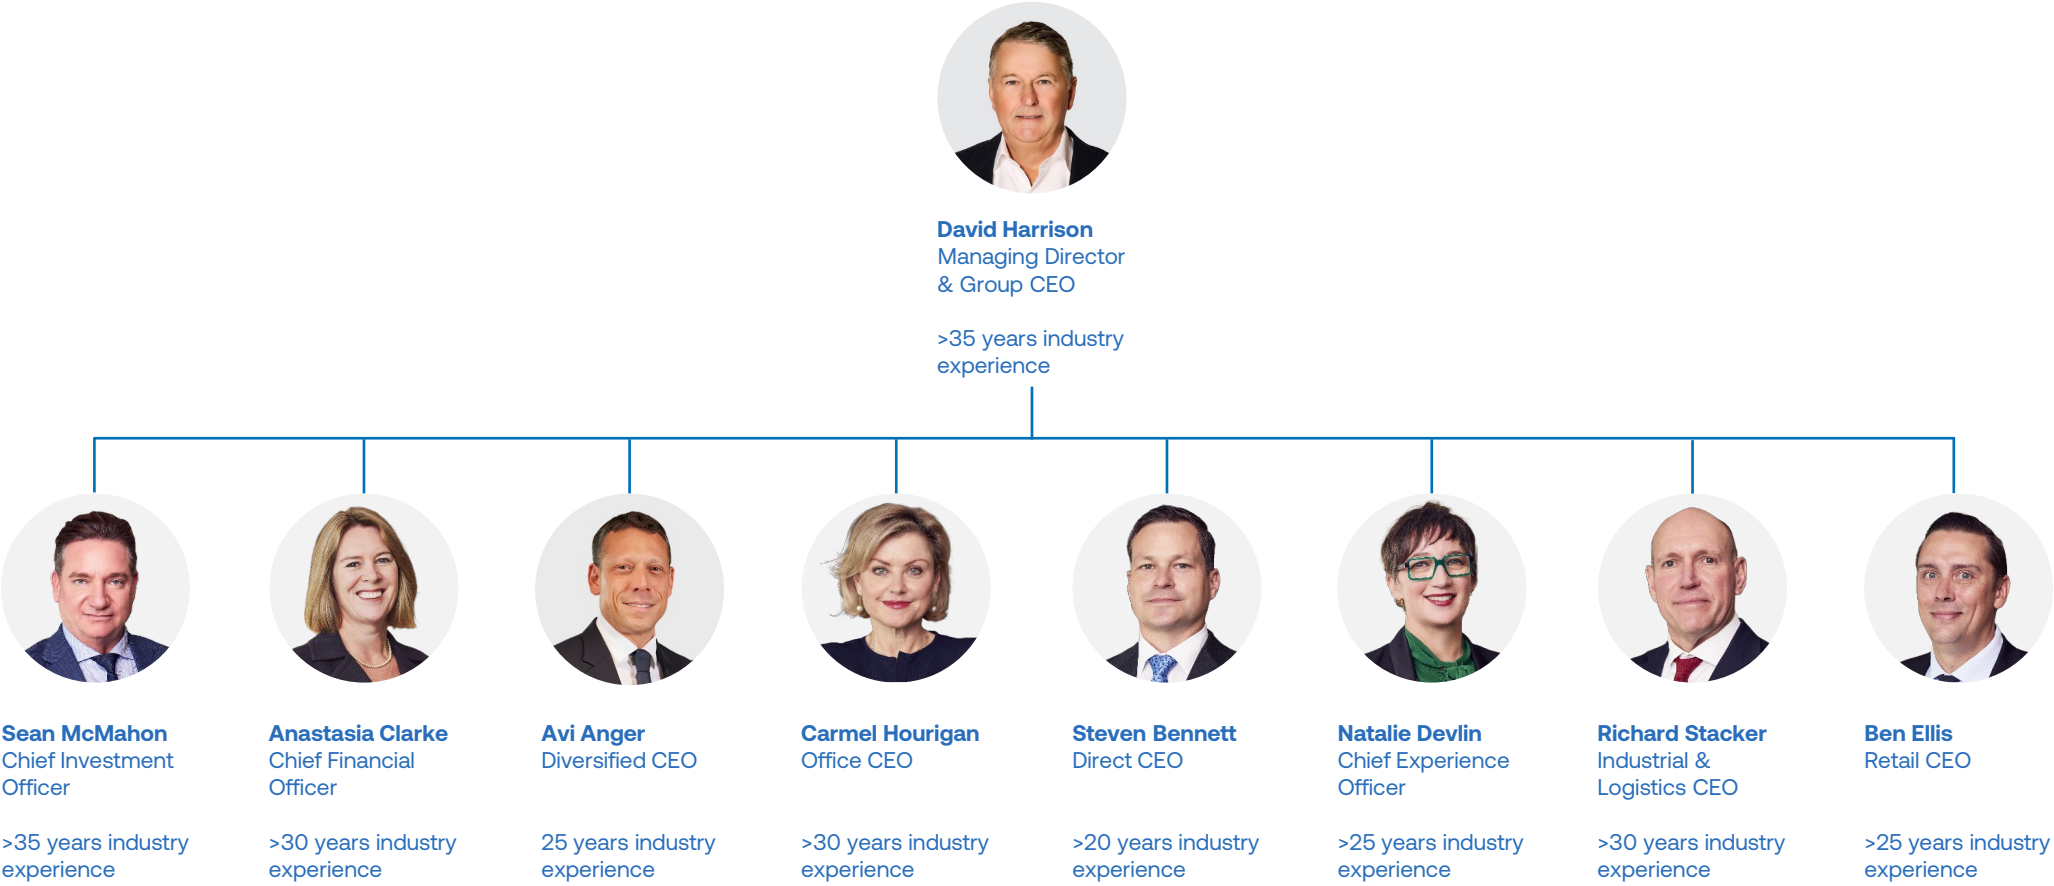 David Harrison
Managing Director
& Group CEO
>35 years industry
experience
Sean McMahon
Chief Investment
Officer
>35 years industry
experience
Anastasia Clarke
Chief Financial
Officer
>30 years industry
experience
Avi Anger
Diversified CEO
25 years industry
experience
Carmel Hourigan
Office CEO
>30 years industry
experience
Steven Bennett
Direct CEO
>20 years industry
experience
Natalie Devlin
Chief Experience
Officer
>25 years industry
experience
Richard Stacker
Industrial &
Logistics CEO
>30 years industry
experience
Ben Ellis
Retail CEO
>25 years industry
experience